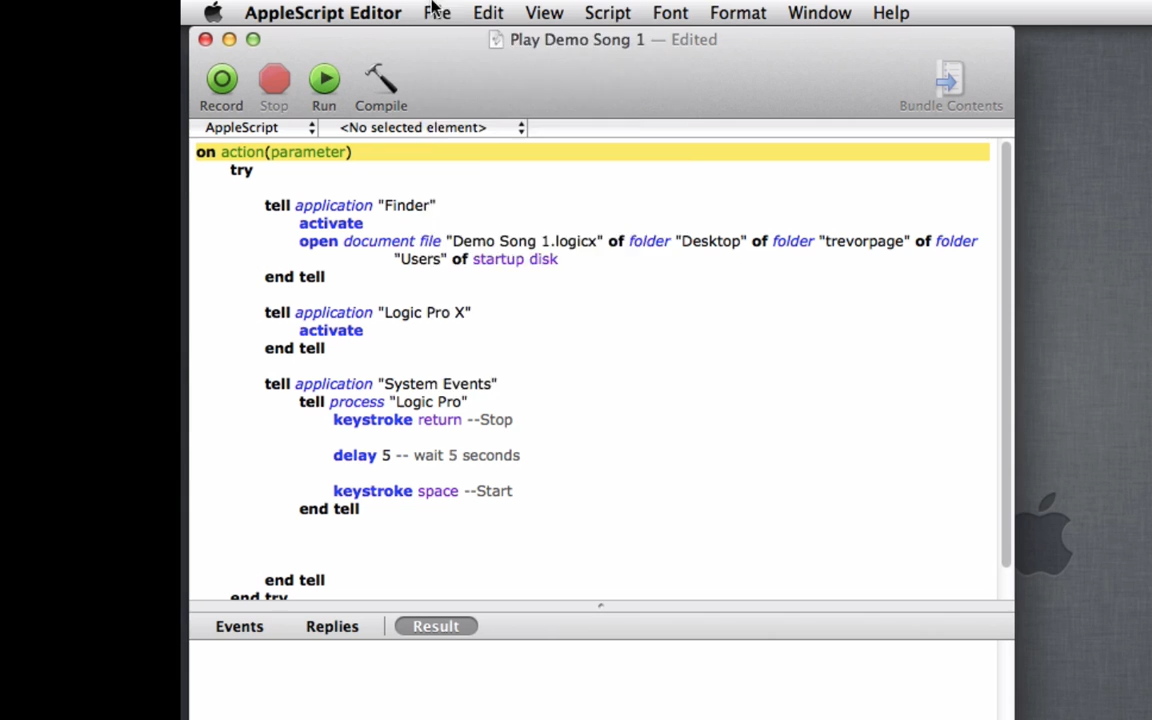 AppleScript Editor File Edit View Script Font Format Window Help
Play Demo Song 1 — Edited
Record Stop Run Compile Bundle Contents
AppleScript <No selected element>
on action(parameter)
try
tell application "Finder"
activate
open document file "Demo Song 1.logicx" of folder "Desktop" of folder "trevorpage" of folder
"Users" of startup disk
end tell
tell application "Logic Pro X"
activate
end tell
tell application "System Events"
tell process "Logic Pro"
keystroke return --Stop
delay 5 -- wait 5 seconds
keystroke space --Start
end tell
end tell
end try
Events Replies Result